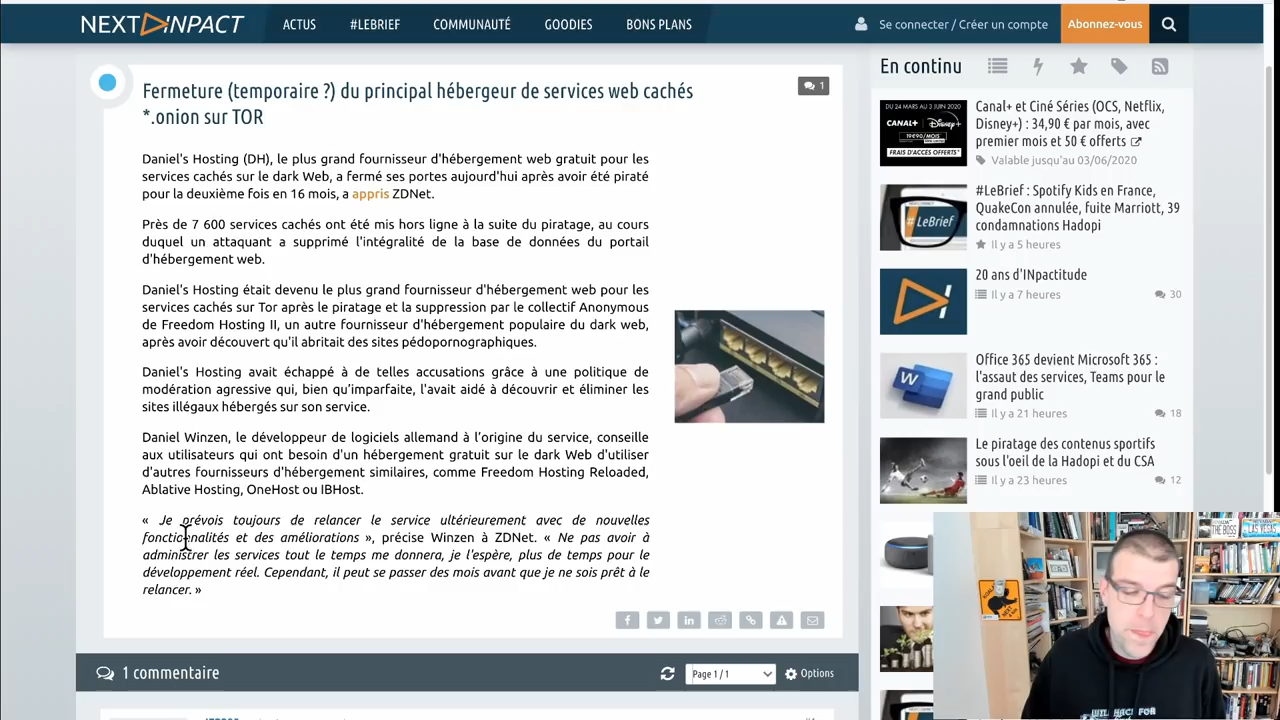 NEXT INPACT
ACTUS
#LEBRIEF
COMMUNAUTÉ
GOODIES
BONS PLANS
Se connecter / Créer un compte
Abonnez-vous
Fermeture (temporaire ?) du principal hébergeur de services web cachés
*.onion sur TOR
1
Daniel's Hosting (DH), le plus grand fournisseur d'hébergement web gratuit pour les
services cachés sur le dark Web, a fermé ses portes aujourd'hui après avoir été piraté
pour la deuxième fois en 16 mois, a appris ZDNet.
Près de 7 600 services cachés ont été mis hors ligne à la suite du piratage, au cours
duquel un attaquant a supprimé l'intégralité de la base de données du portail
d'hébergement web.
Daniel's Hosting était devenu le plus grand fournisseur d'hébergement web pour les
services cachés sur Tor après le piratage et la suppression par le collectif Anonymous
de Freedom Hosting II, un autre fournisseur d'hébergement populaire du dark web,
après avoir découvert qu'il abritait des sites pédopornographiques.
Daniel's Hosting avait échappé à de telles accusations grâce à une politique de
modération agressive qui, bien qu'imparfaite, l'avait aidé à découvrir et éliminer les
sites illégaux hébergés sur son service.
Daniel Winzen, le développeur de logiciels allemand à l'origine du service, conseille
aux utilisateurs qui ont besoin d'un hébergement gratuit sur le dark Web d'utiliser
d'autres fournisseurs d'hébergement similaires, comme Freedom Hosting Reloaded,
Ablative Hosting, OneHost ou IBHost.
« Je prévois toujours de relancer le service ultérieurement avec de nouvelles
fonctionnalités et des améliorations », précise Winzen à ZDNet. « Ne pas avoir à
administrer les services tout le temps me donnera, je l'espère, plus de temps pour le
développement réel. Cependant, il peut se passer des mois avant que je ne sois prêt à le
relancer. »
1 commentaire
Page 1 / 1
Options
En continu
DU 24 MARS AU 3 JUIN 2020
CANAL+
Disney+
19€90/MOIS
FRAIS D'ACCÈS OFFERTS
Canal+ et Ciné Séries (OCS, Netflix,
Disney+) : 34,90 € par mois, avec
premier mois et 50 € offerts
Valable jusqu'au 03/06/2020
#LeBrief
#LeBrief : Spotify Kids en France,
QuakeCon annulée, fuite Marriott, 39
condamnations Hadopi
Il y a 5 heures
20 ans d'INpactitude
Il y a 7 heures
30
W
Office 365 devient Microsoft 365 :
l'assaut des services, Teams pour le
grand public
Il y a 21 heures
18
Le piratage des contenus sportifs
sous l'oeil de la Hadopi et du CSA
Il y a 23 heures
12
THE BOSS
LAS VEGAS
WILL HACK FOR